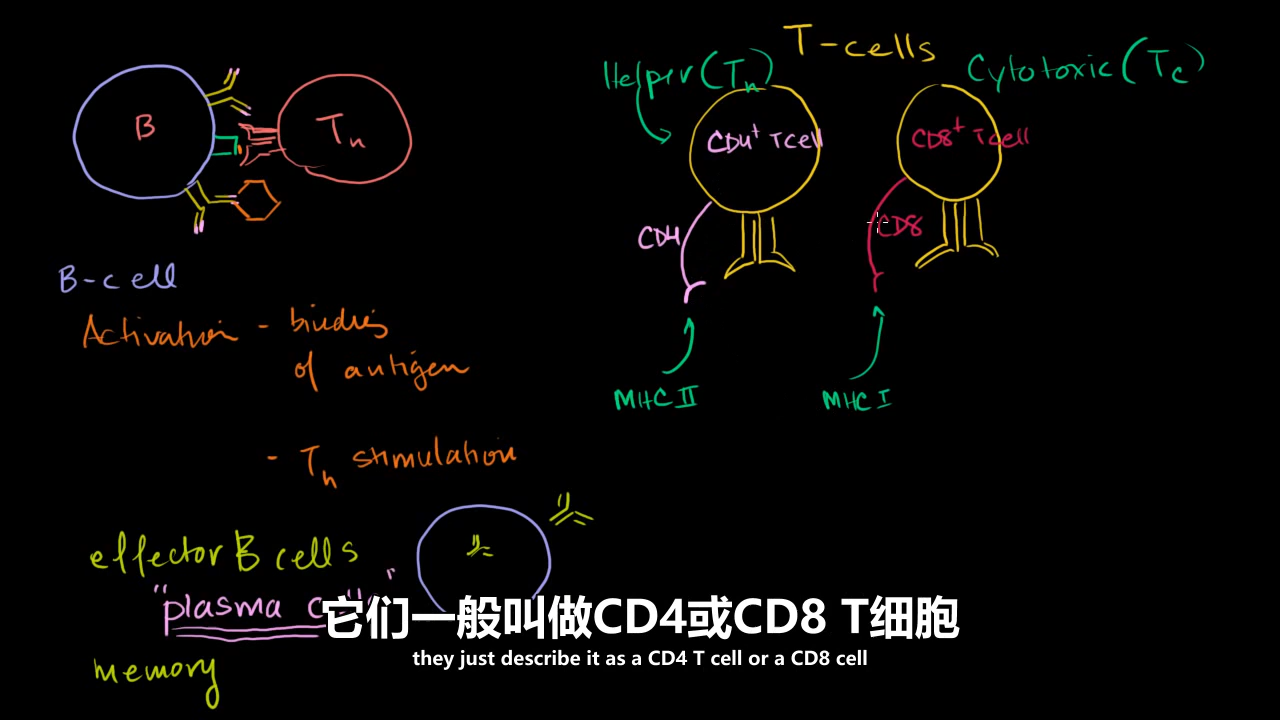 B
Tₕ
B-cell
Activation - binding
of antigen
- Tₕ stimulation
effector B cells
"plasma cells"
memory
T-cells
Helper (Tₕ)
Cytotoxic (T꜀)
CD4⁺ T cell
CD8⁺ T cell
CD4
CD8
MHC II
MHC I
它们一般叫做CD4或CD8 T细胞
they just describe it as a CD4 T cell or a CD8 cell